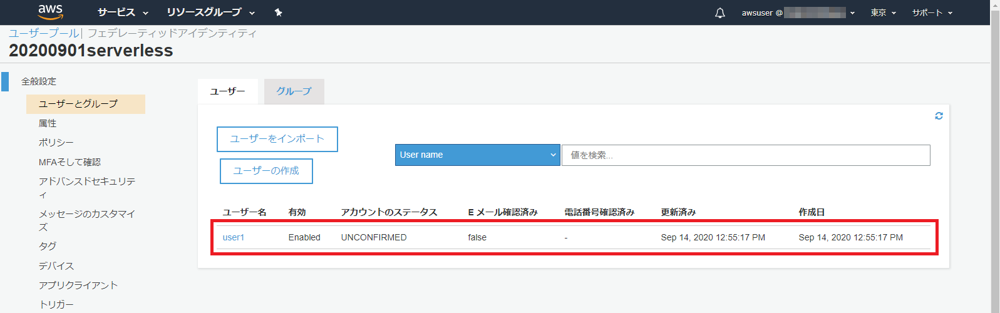 aws サービス リソースグループ awsuser @ 東京 サポート
ユーザープール| フェデレーティッドアイデンティティ
20200901serverless
全般設定
ユーザーとグループ
属性
ポリシー
MFAそして確認
アドバンスドセキュリテ
ィ
メッセージのカスタマイ
ズ
タグ
デバイス
アプリクライアント
トリガー
ユーザー グループ
ユーザーをインポート
ユーザーの作成
User name 値を検索...
ユーザー名 有効 アカウントのステータス E メール確認済み 電話番号確認済み 更新済み 作成日
user1 Enabled UNCONFIRMED false - Sep 14, 2020 12:55:17 PM Sep 14, 2020 12:55:17 PM